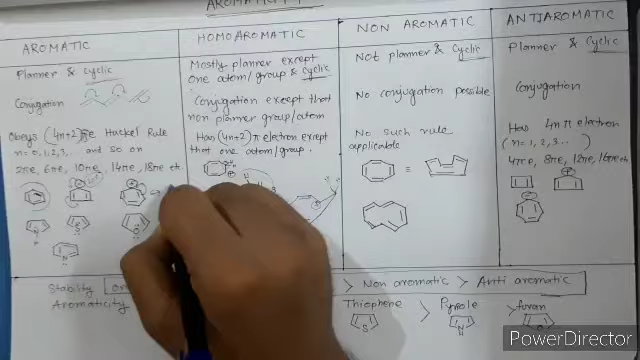 AROMATIC
HOMOAROMATIC
NON AROMATIC
ANTIAROMATIC
Planner & Cyclic
Conjugation
Obeys (4n+2)πe Huckel Rule
n = 0, 1, 2, 3... and so on
2πe, 6πe, 10πe, 14πe, 18πe etc.
Mostly planner except
one atom/group & Cyclic
Conjugation except that
non planner group/atom
Has (4n+2)π electron except
that one atom/group.
Not planner & Cyclic
No conjugation possible
No such rule
applicable
≡
Planner & Cyclic
Conjugation
Has 4nπ electron
(n = 1, 2, 3...
4πe, 8πe, 12πe, 16πe etc
Stability
> Non aromatic > Anti aromatic
Aromaticity
Thiophene > Pyrrole > furan
S
N
H
PowerDirector